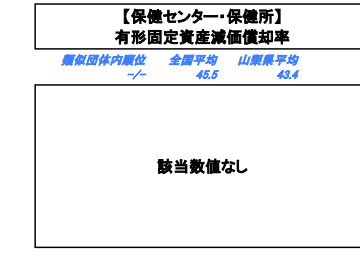 【保健センター・保健所】
有形固定資産減価償却率
類似団体内順位 全国平均 山梨県平均
-/- 45.5 43.4
該当数値なし